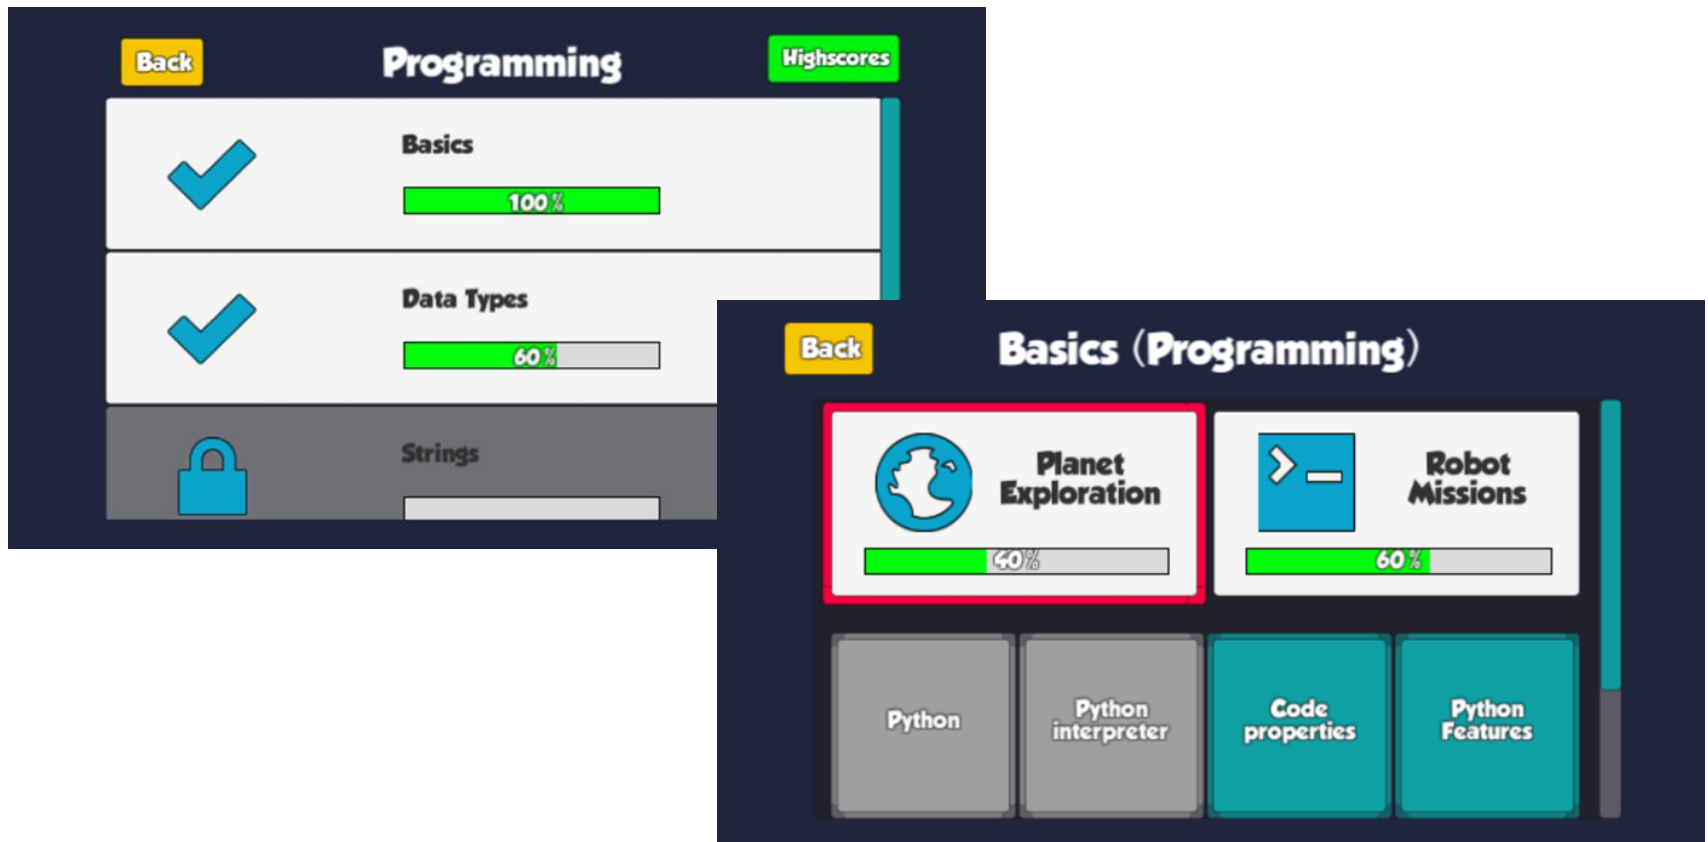 Back
Programming
Highscores
Basics
100%
Data Types
60%
Strings
Back
Basics (Programming)
Planet
Exploration
40%
Robot
Missions
60%
Python
Python
interpreter
Code
properties
Python
Features